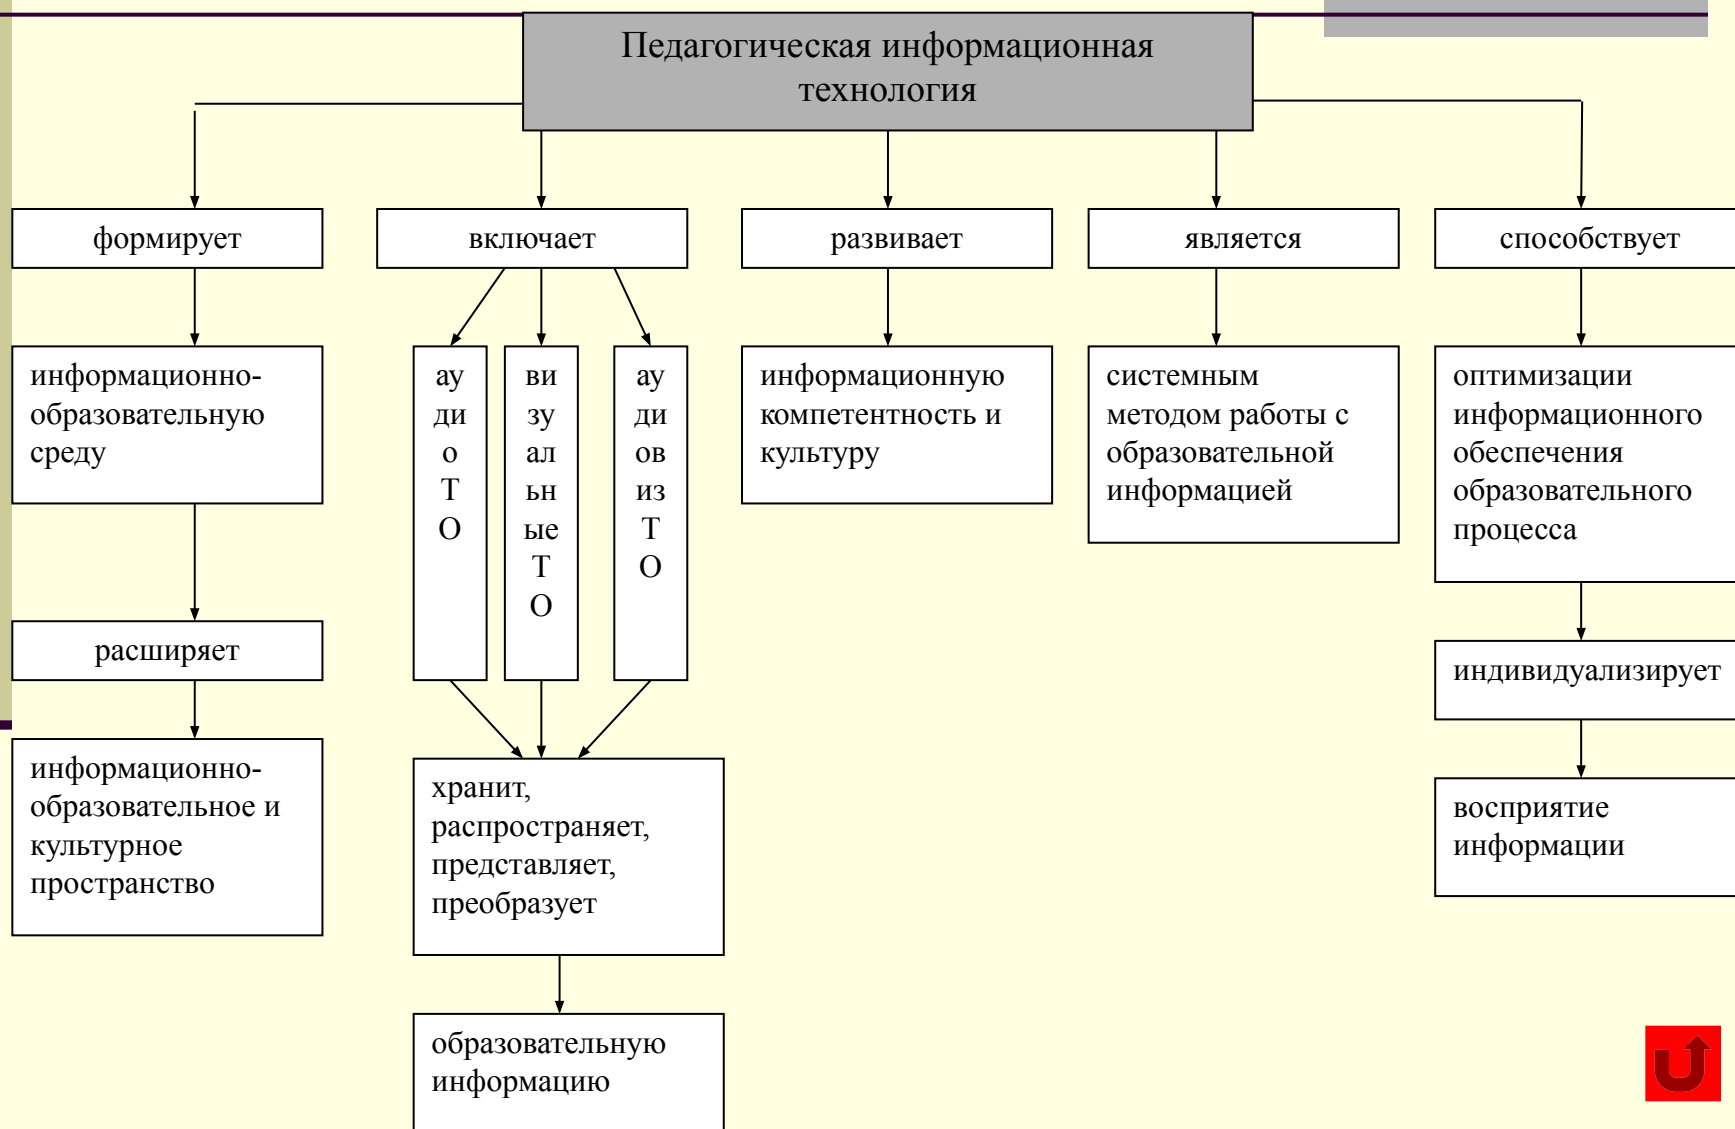 Педагогическая информационная
технология
формирует
включает
развивает
является
способствует
информационно-
образовательную
среду
ау
ди
о
Т
О
ви
зу
ал
ьн
ые
Т
О
ау
ди
ов
из
Т
О
информационную
компетентность и
культуру
системным
методом работы с
образовательной
информацией
оптимизации
информационного
обеспечения
образовательного
процесса
расширяет
индивидуализирует
информационно-
образовательное и
культурное
пространство
хранит,
распространяет,
представляет,
преобразует
восприятие
информации
образовательную
информацию